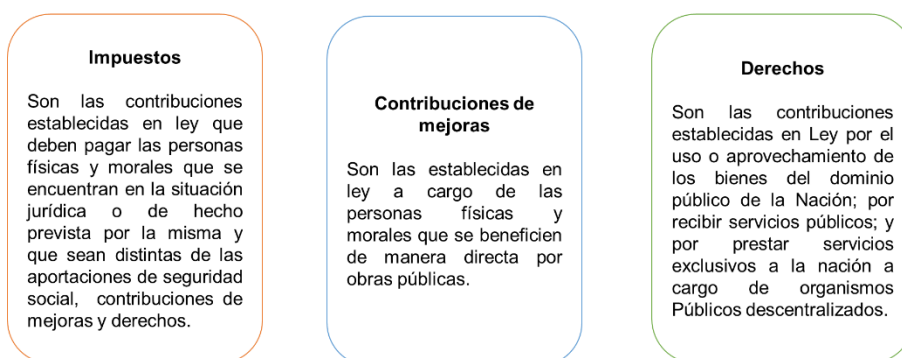 Impuestos
Son las contribuciones
establecidas en ley que
deben pagar las personas
físicas y morales que se
encuentran en la situación
jurídica o de hecho
prevista por la misma y
que sean distintas de las
aportaciones de seguridad
social, contribuciones de
mejoras y derechos.
Contribuciones de
mejoras
Son las establecidas en
ley a cargo de las
personas físicas y
morales que se beneficien
de manera directa por
obras públicas.
Derechos
Son las contribuciones
establecidas en Ley por el
uso o aprovechamiento de
los bienes del dominio
público de la Nación; por
recibir servicios públicos; y
por prestar servicios
exclusivos a la nación a
cargo de organismos
Públicos descentralizados.